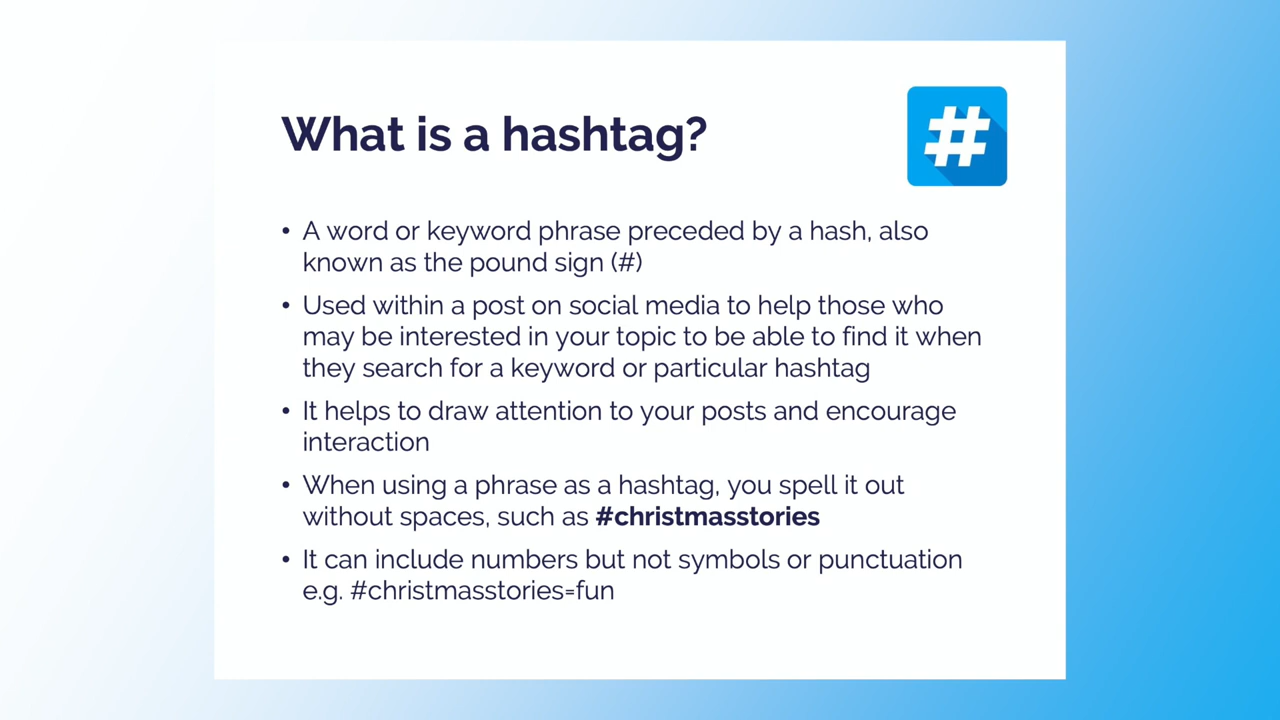 What is a hashtag?
#
• A word or keyword phrase preceded by a hash, also
known as the pound sign (#)
• Used within a post on social media to help those who
may be interested in your topic to be able to find it when
they search for a keyword or particular hashtag
• It helps to draw attention to your posts and encourage
interaction
• When using a phrase as a hashtag, you spell it out
without spaces, such as #christmasstories
• It can include numbers but not symbols or punctuation
e.g. #christmasstories=fun